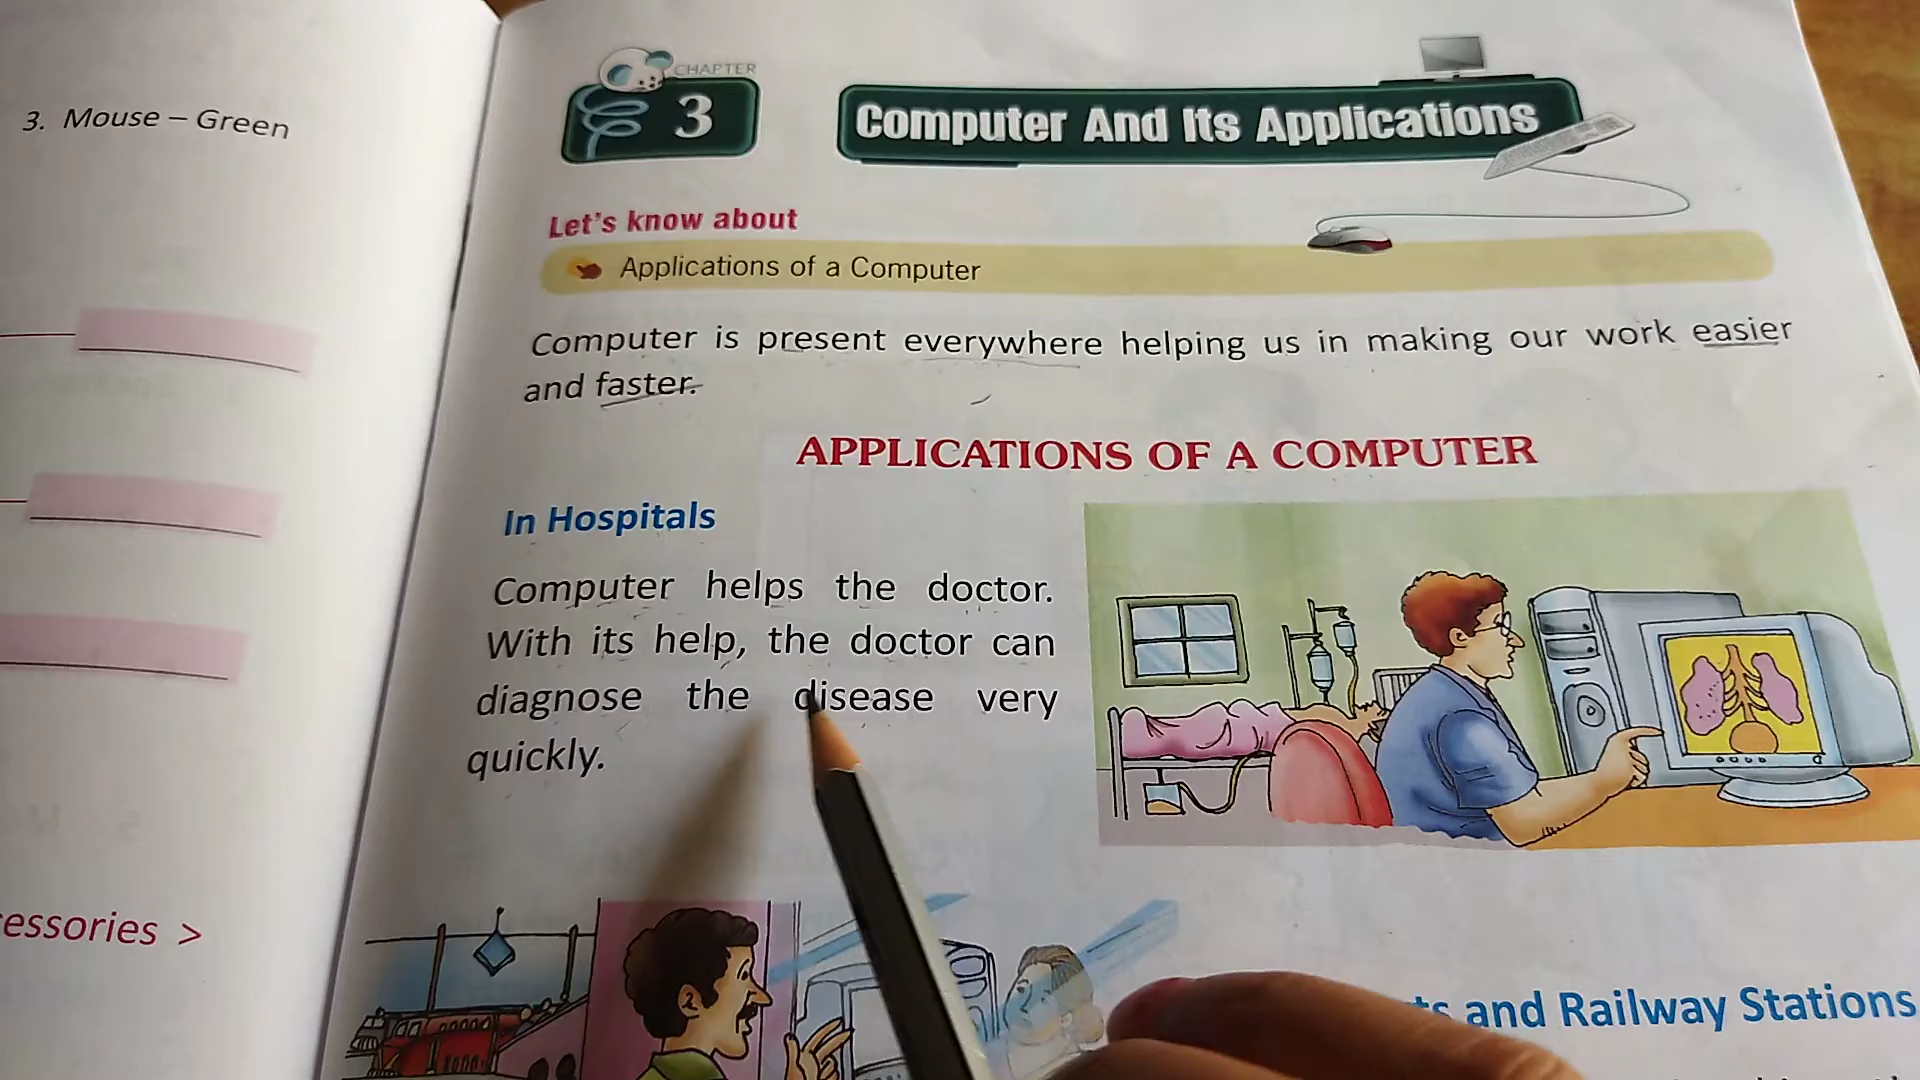 3. Mouse – Green
essories >
CHAPTER
3
Computer And Its Applications
Let's know about
Applications of a Computer
Computer is present everywhere helping us in making our work easier
and faster.
APPLICATIONS OF A COMPUTER
In Hospitals
Computer helps the doctor.
With its help, the doctor can
diagnose the disease very
quickly.
and Railway Stations